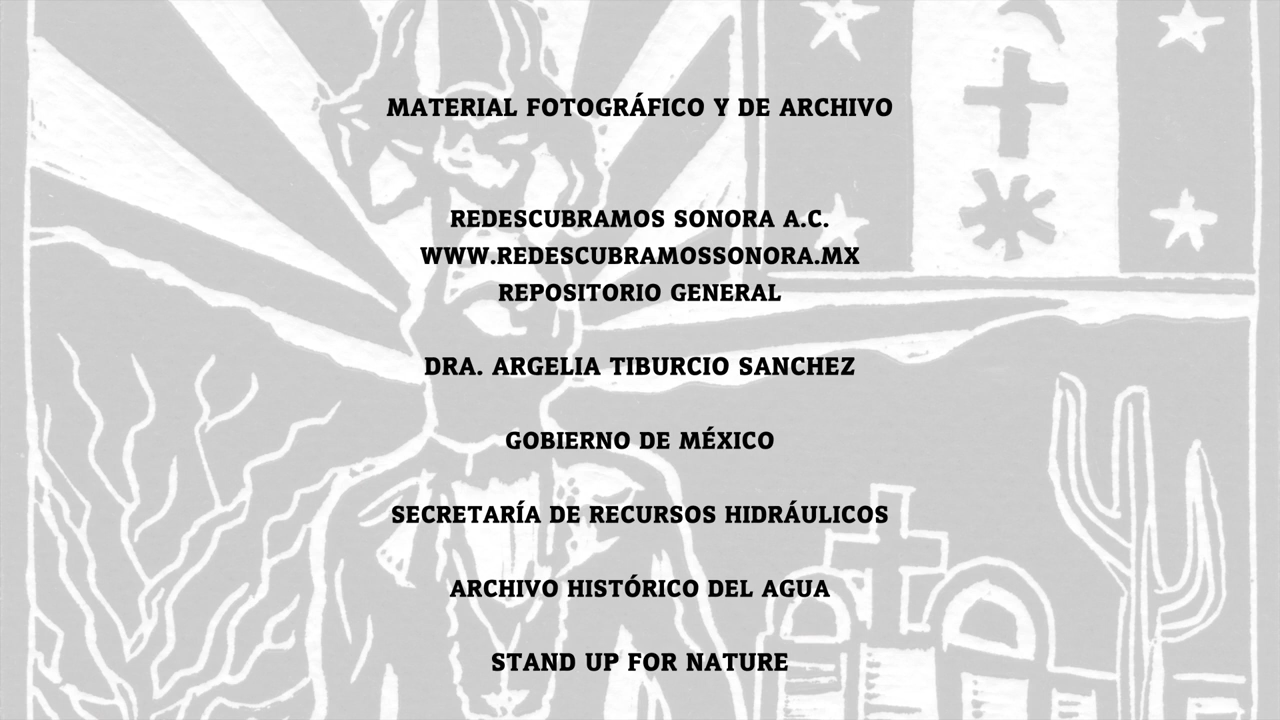 MATERIAL FOTOGRÁFICO Y DE ARCHIVO
REDESCUBRAMOS SONORA A.C.
WWW.REDESCUBRAMOSSONORA.MX
REPOSITORIO GENERAL
DRA. ARGELIA TIBURCIO SANCHEZ
GOBIERNO DE MÉXICO
SECRETARÍA DE RECURSOS HIDRÁULICOS
ARCHIVO HISTÓRICO DEL AGUA
STAND UP FOR NATURE